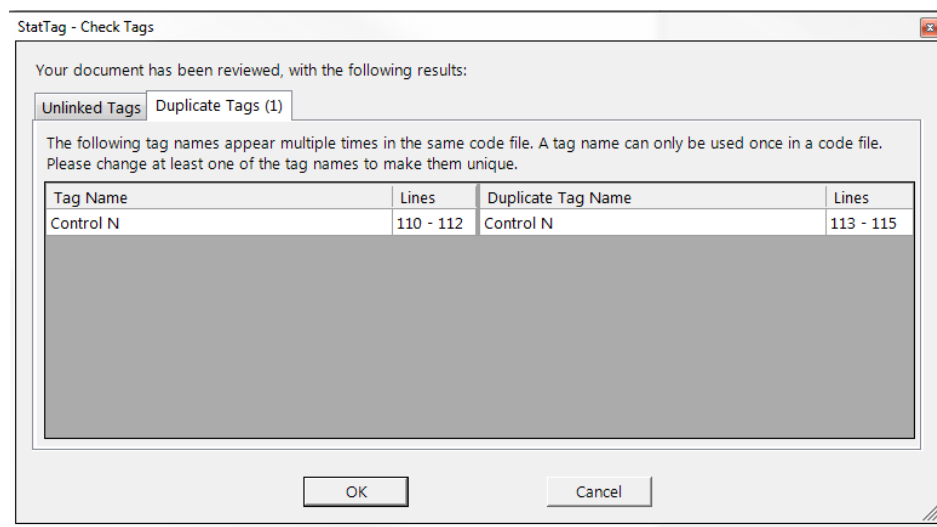 StatTag - Check Tags
Your document has been reviewed, with the following results:
Unlinked Tags Duplicate Tags (1)
The following tag names appear multiple times in the same code file. A tag name can only be used once in a code file.
Please change at least one of the tag names to make them unique.
Tag Name Lines Duplicate Tag Name Lines
Control N 110 - 112 Control N 113 - 115
OK Cancel